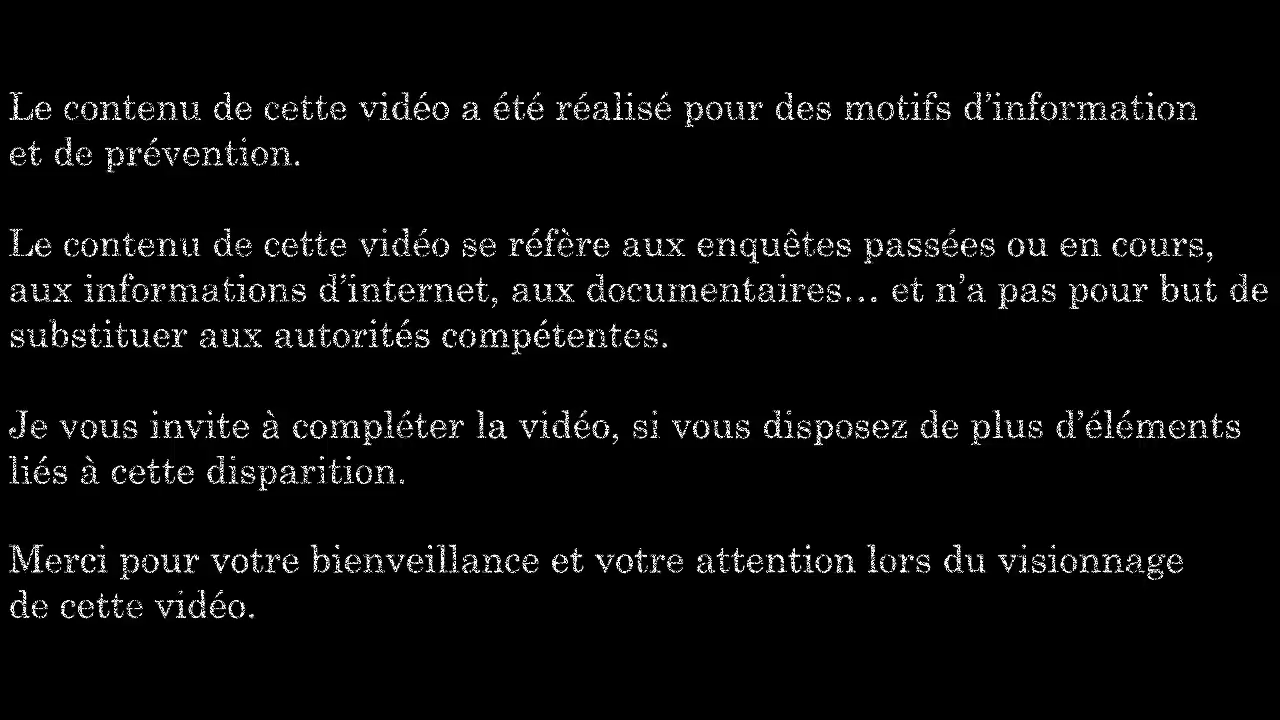 Le contenu de cette vidéo a été réalisé pour des motifs d’information
et de prévention.
Le contenu de cette vidéo se réfère aux enquêtes passées ou en cours,
aux informations d’internet, aux documentaires… et n’a pas pour but de
substituer aux autorités compétentes.
Je vous invite à compléter la vidéo, si vous disposez de plus d’éléments
liés à cette disparition.
Merci pour votre bienveillance et votre attention lors du visionnage
de cette vidéo.